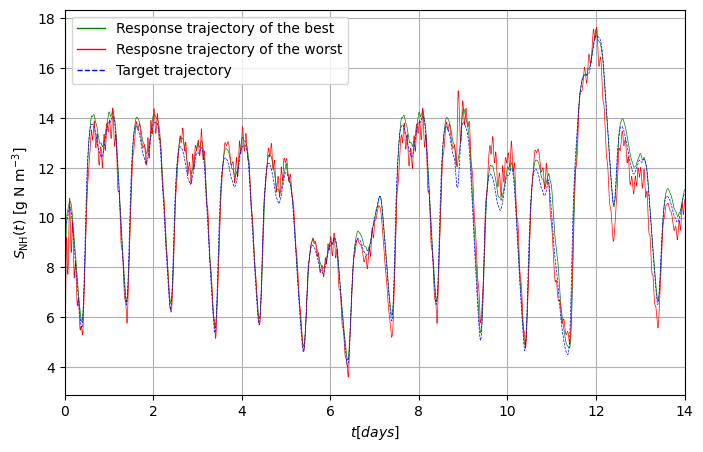 Response trajectory of the best
Resposne trajectory of the worst
Target trajectory
S_NH(t) [g N m⁻³]
18
16
14
12
10
8
6
4
0 2 4 6 8 10 12 14
t[days]